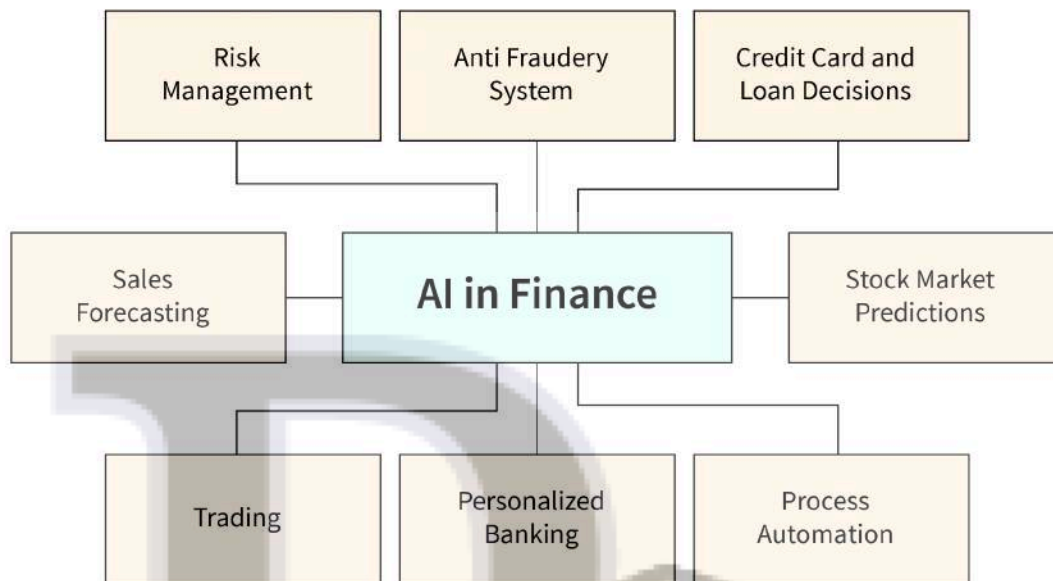 Risk
Management
Anti Fraudery
System
Credit Card and
Loan Decisions
Sales
Forecasting
AI in Finance
Stock Market
Predictions
Trading
Personalized
Banking
Process
Automation